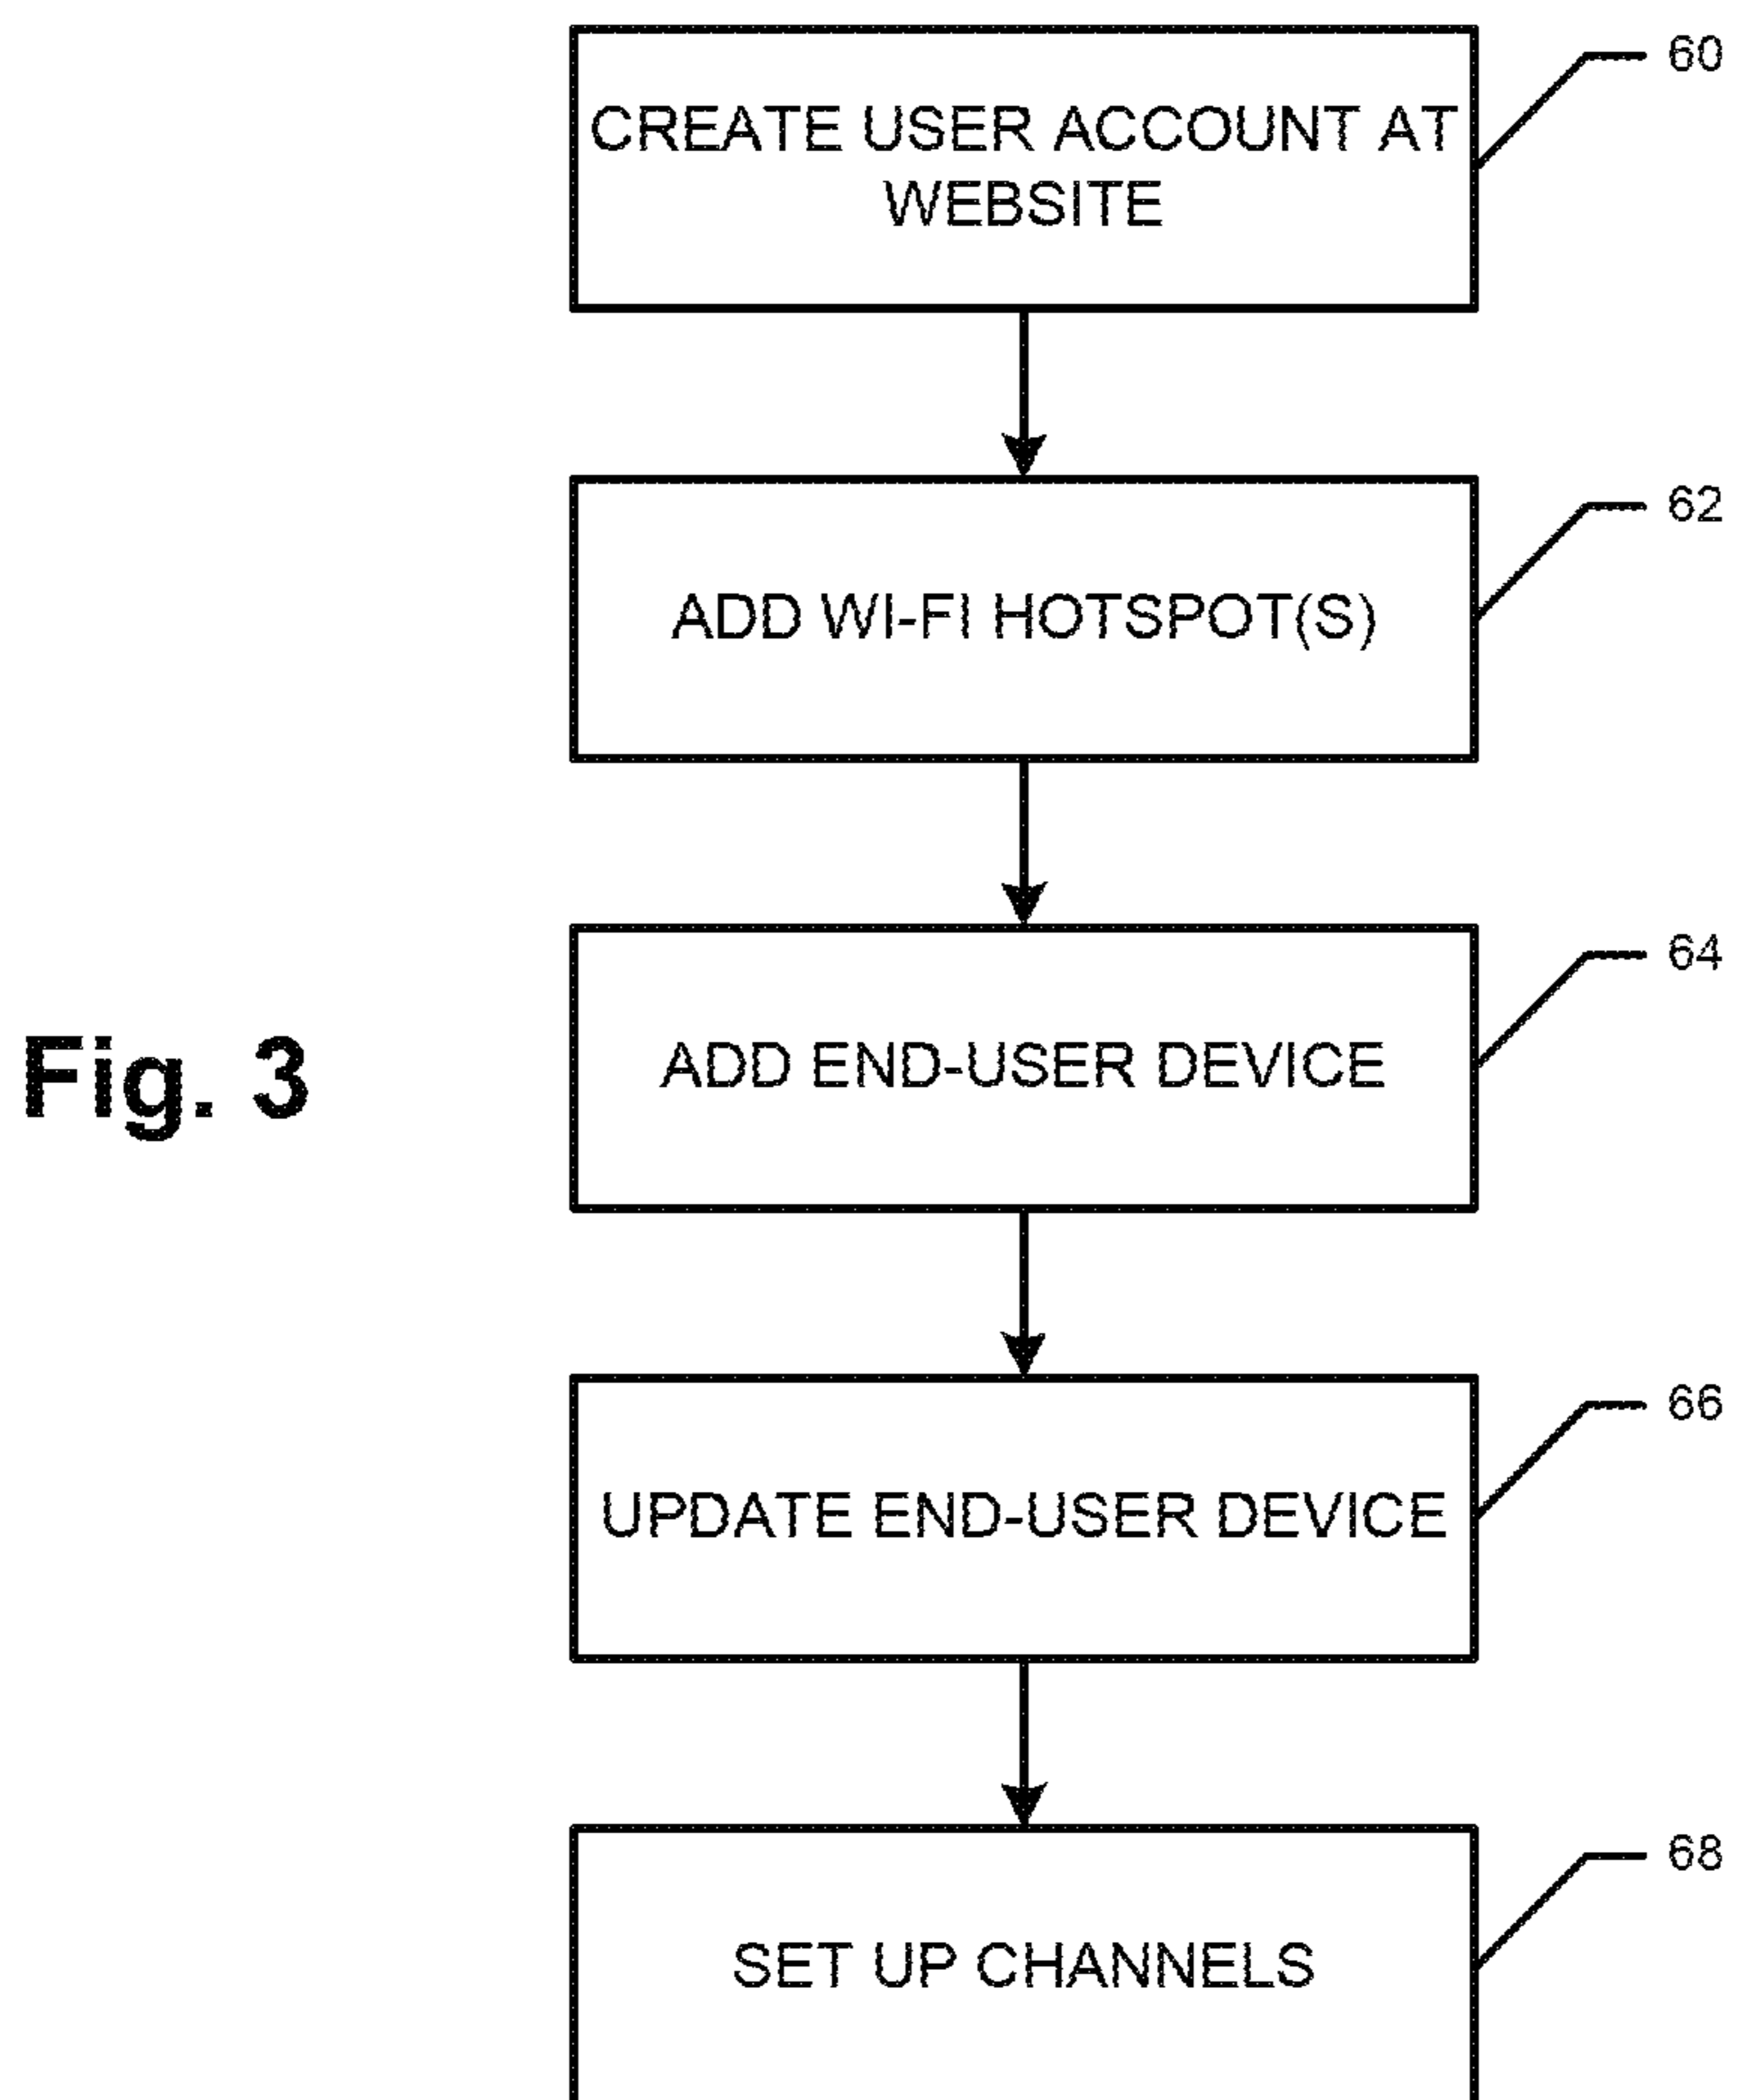 60
CREATE USER ACCOUNT AT
WEBSITE
62
ADD WI-FI HOTSPOT(S)
64
ADD END-USER DEVICE
Fig. 3
66
UPDATE END-USER DEVICE
68
SET UP CHANNELS